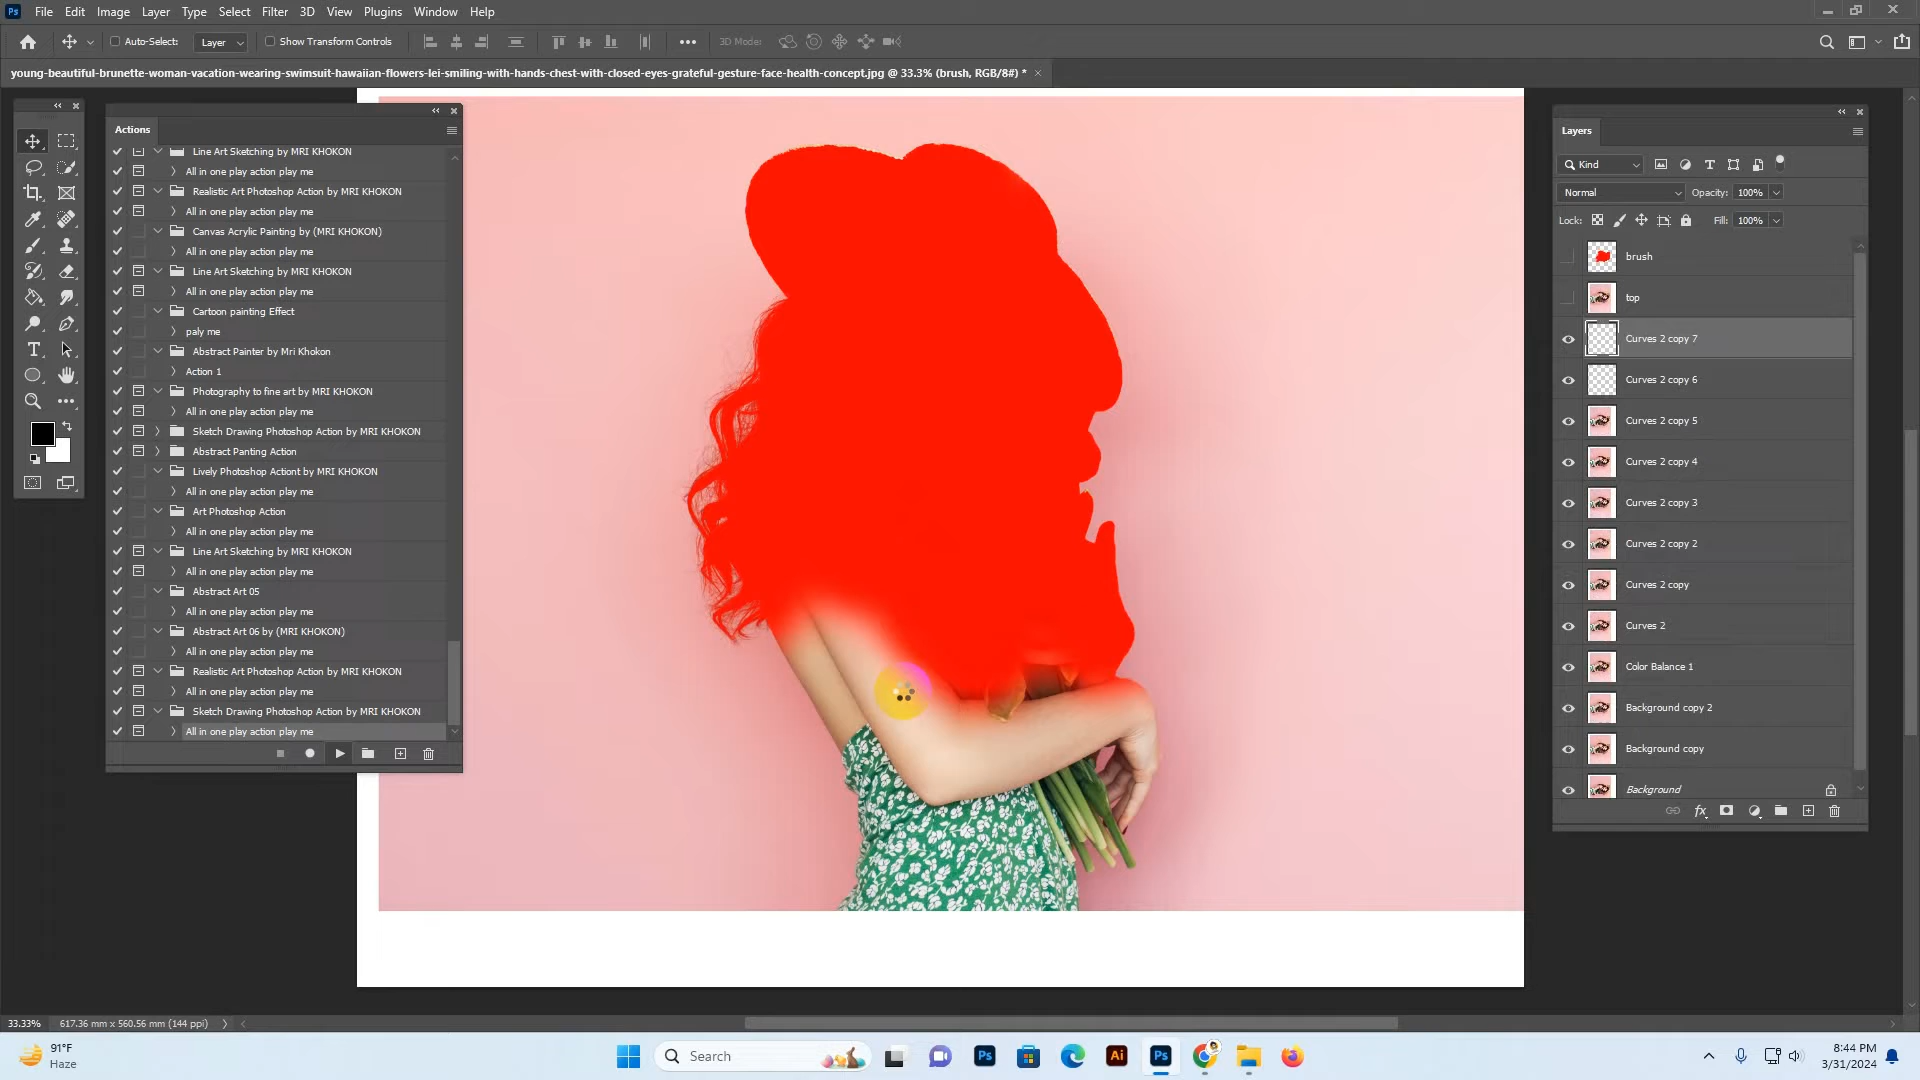 File Edit Image Layer Type Select Filter 3D View Plugins Window Help
Auto-Select: Layer Show Transform Controls 3D Mode:
young-beautiful-brunette-woman-vacation-wearing-swimsuit-hawaiian-flowers-lei-smiling-with-hands-chest-with-closed-eyes-grateful-gesture-face-health-concept.jpg @ 33.3% (brush, RGB/8#) *
Actions
Line Art Sketching by MRI KHOKON
All in one play action play me
Realistic Art Photoshop Action by MRI KHOKON
All in one play action play me
Canvas Acrylic Painting by (MRI KHOKON)
All in one play action play me
Line Art Sketching by MRI KHOKON
All in one play action play me
Cartoon painting Effect
paly me
Abstract Painter by Mri Khokon
Action 1
Photography to fine art by MRI KHOKON
All in one play action play me
Sketch Drawing Photoshop Action by MRI KHOKON
Abstract Panting Action
Lively Photoshop Actiont by MRI KHOKON
All in one play action play me
Art Photoshop Action
All in one play action play me
Line Art Sketching by MRI KHOKON
All in one play action play me
Abstract Art 05
All in one play action play me
Abstract Art 06 by (MRI KHOKON)
All in one play action play me
Realistic Art Photoshop Action by MRI KHOKON
All in one play action play me
Sketch Drawing Photoshop Action by MRI KHOKON
All in one play action play me
Layers
Kind
Normal Opacity: 100%
Lock: Fill: 100%
brush
top
Curves 2 copy 7
Curves 2 copy 6
Curves 2 copy 5
Curves 2 copy 4
Curves 2 copy 3
Curves 2 copy 2
Curves 2 copy
Curves 2
Color Balance 1
Background copy 2
Background copy
Background
33.33% 617.36 mm x 560.56 mm (144 ppi)
91°F
Haze
Search
8:44 PM
3/31/2024